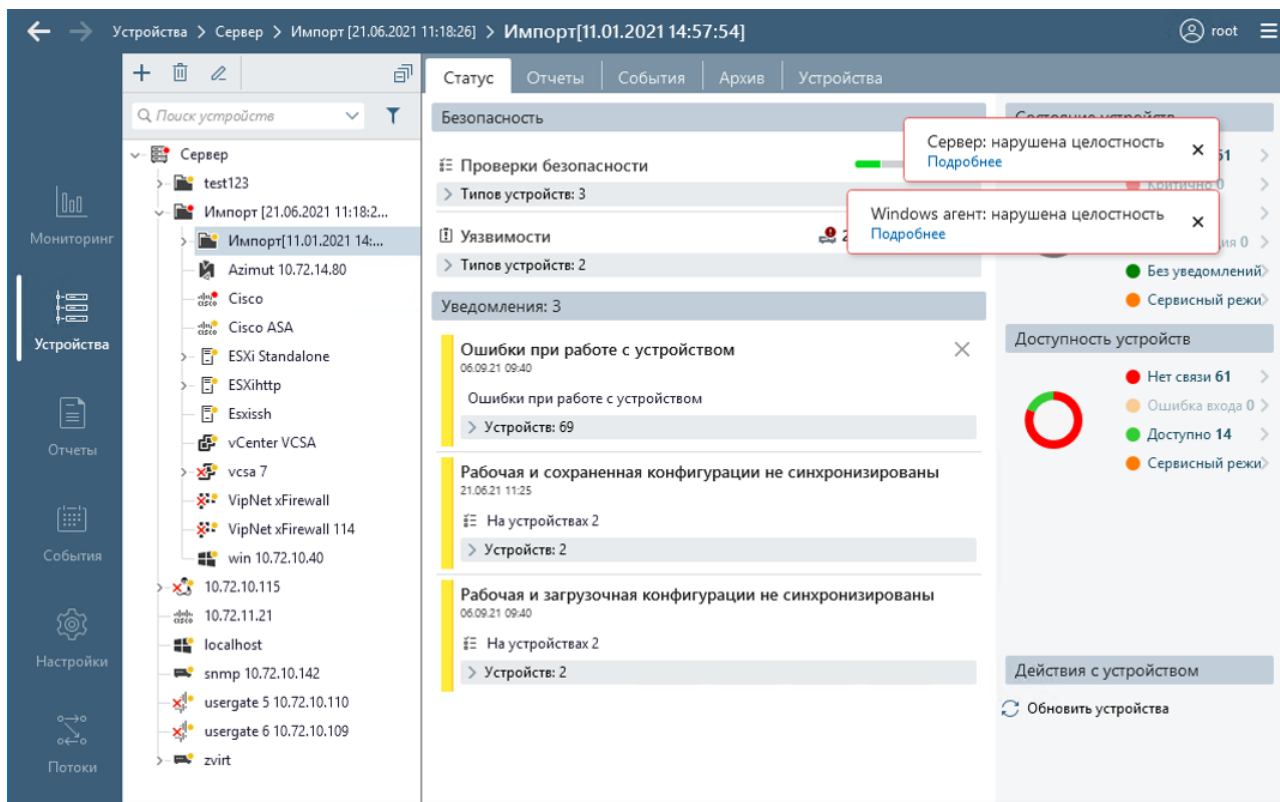 Устройства > Сервер > Импорт [21.06.2021 11:18:26] > Импорт[11.01.2021 14:57:54]
root
Мониторинг
Устройства
Отчеты
События
Настройки
Потоки
Поиск устройств
Сервер
test123
Импорт [21.06.2021 11:18:2...
Импорт[11.01.2021 14:...
Azimut 10.72.14.80
Cisco
Cisco ASA
ESXi Standalone
ESXihttp
Esxissh
vCenter VCSA
vcsa 7
VipNet xFirewall
VipNet xFirewall 114
win 10.72.10.40
10.72.10.115
10.72.11.21
localhost
snmp 10.72.10.142
usergate 5 10.72.10.110
usergate 6 10.72.10.109
zvirt
Статус
Отчеты
События
Архив
Устройства
Безопасность
Проверки безопасности
Типов устройств: 3
Уязвимости
2
Типов устройств: 2
Уведомления: 3
Ошибки при работе с устройством
06.09.21 09:40
Ошибки при работе с устройством
Устройств: 69
Рабочая и сохраненная конфигурации не синхронизированы
21.06.21 11:25
На устройствах 2
Устройств: 2
Рабочая и загрузочная конфигурации не синхронизированы
06.09.21 09:40
На устройствах 2
Устройств: 2
Сервер: нарушена целостность
Подробнее
Windows агент: нарушена целостность
Подробнее
Состояние устройств
51
Критично 0
ия 0
Без уведомлений
Сервисный режи
Доступность устройств
Нет связи 61
Ошибка входа 0
Доступно 14
Сервисный режи
Действия с устройством
Обновить устройства